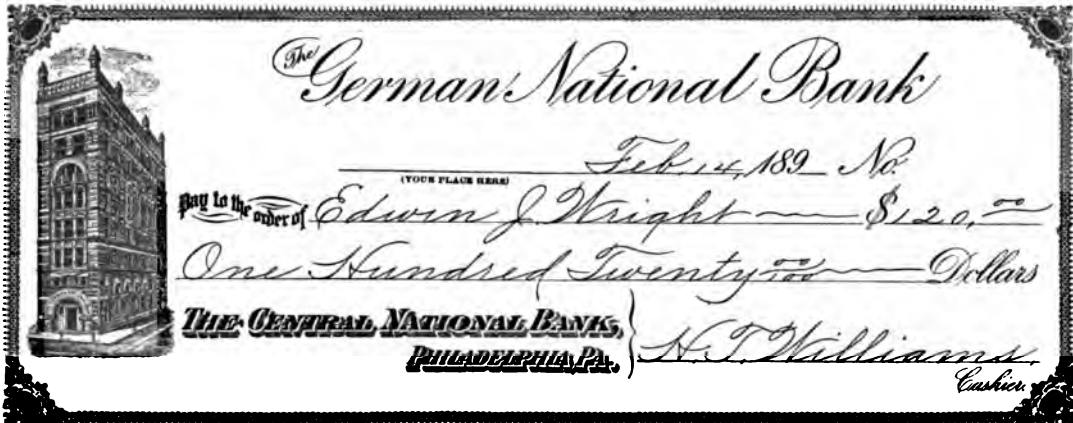 The German National Bank
Feb. 14, 189 No.
(YOUR PLACE HERE)
Pay to the order of Edwin J. Wright $120.00
One Hundred Twenty 00/100 Dollars
THE CENTRAL NATIONAL BANK,
PHILADELPHIA, PA.
H. T. Williams.
Cashier.